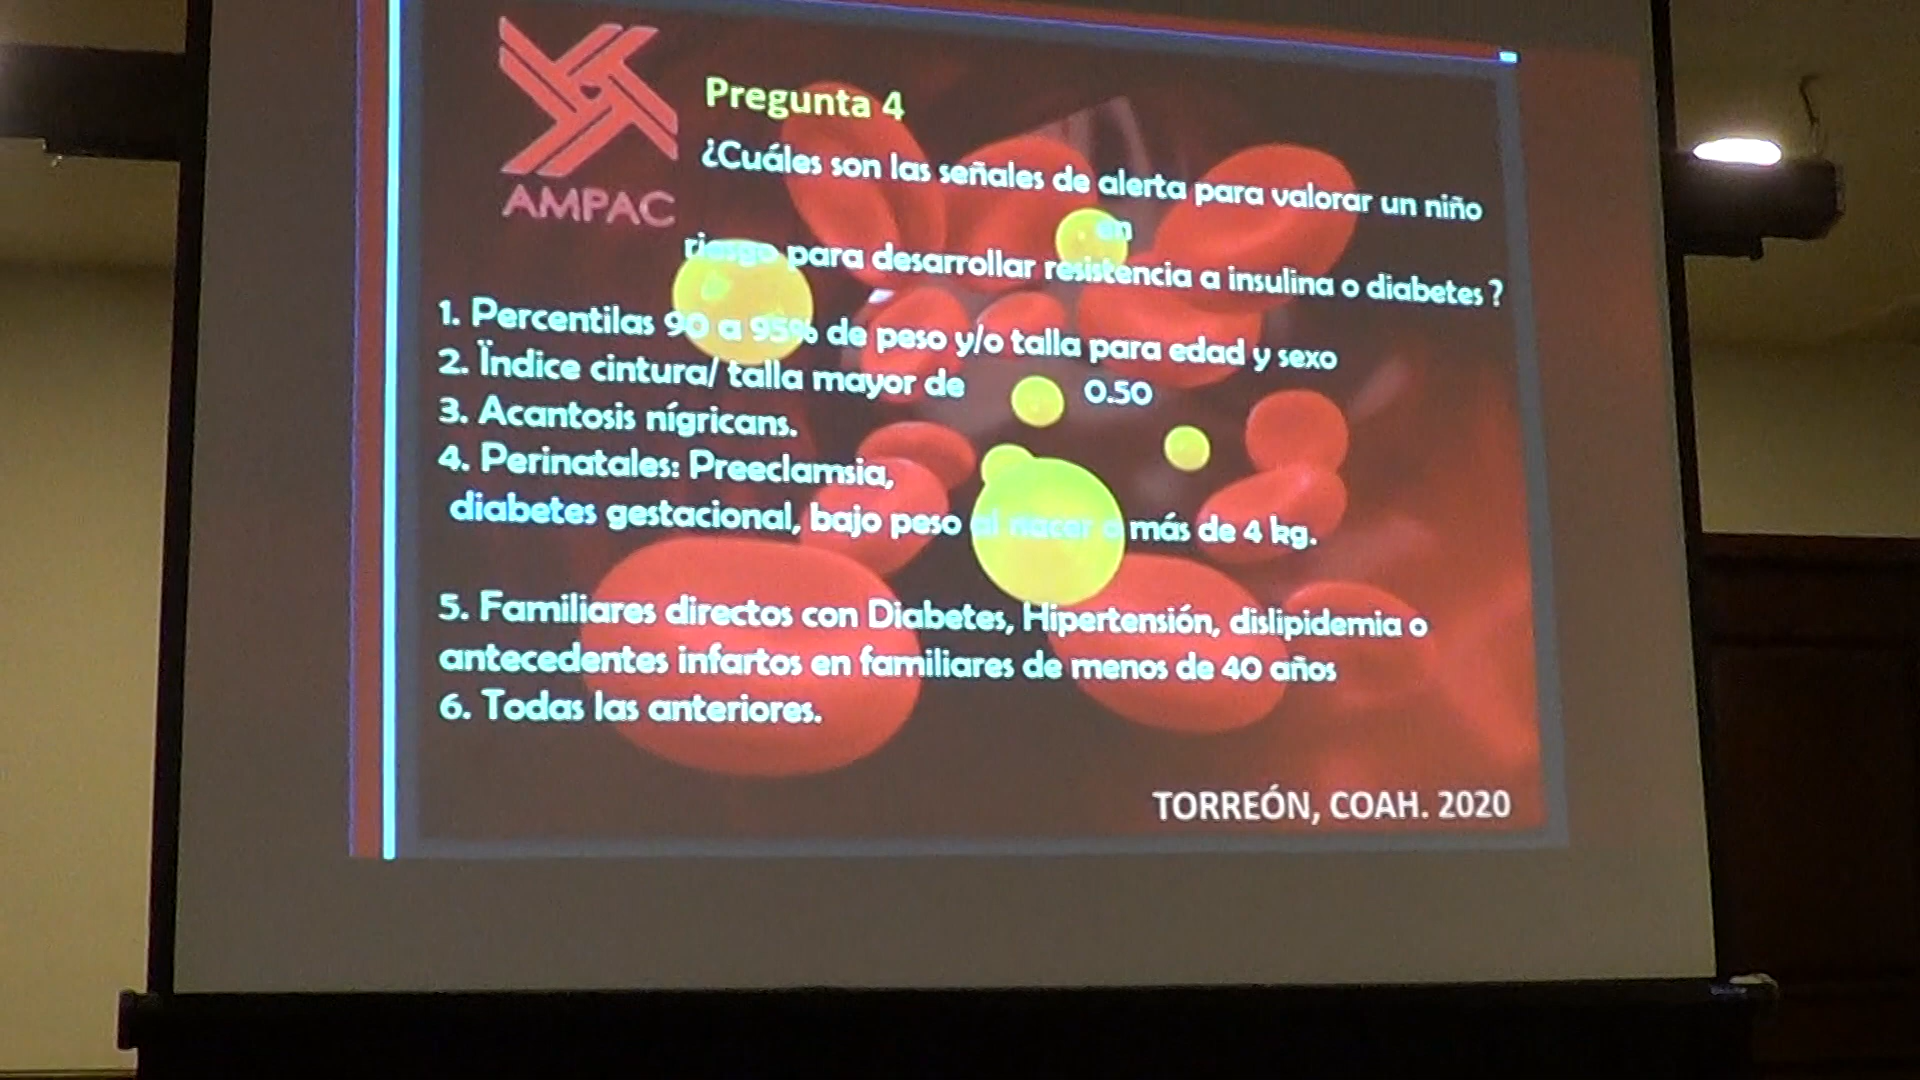 AMPAC
Pregunta 4
¿Cuáles son las señales de alerta para valorar un niño
en
riesgo para desarrollar resistencia a insulina o diabetes ?
1. Percentilas 90 a 95% de peso y/o talla para edad y sexo
2. Ïndice cintura/ talla mayor de 0.50
3. Acantosis nígricans.
4. Perinatales: Preeclamsia,
diabetes gestacional, bajo peso al nacer o más de 4 kg.
5. Familiares directos con Diabetes, Hipertensión, dislipidemia o
antecedentes infartos en familiares de menos de 40 años
6. Todas las anteriores.
TORREÓN, COAH. 2020